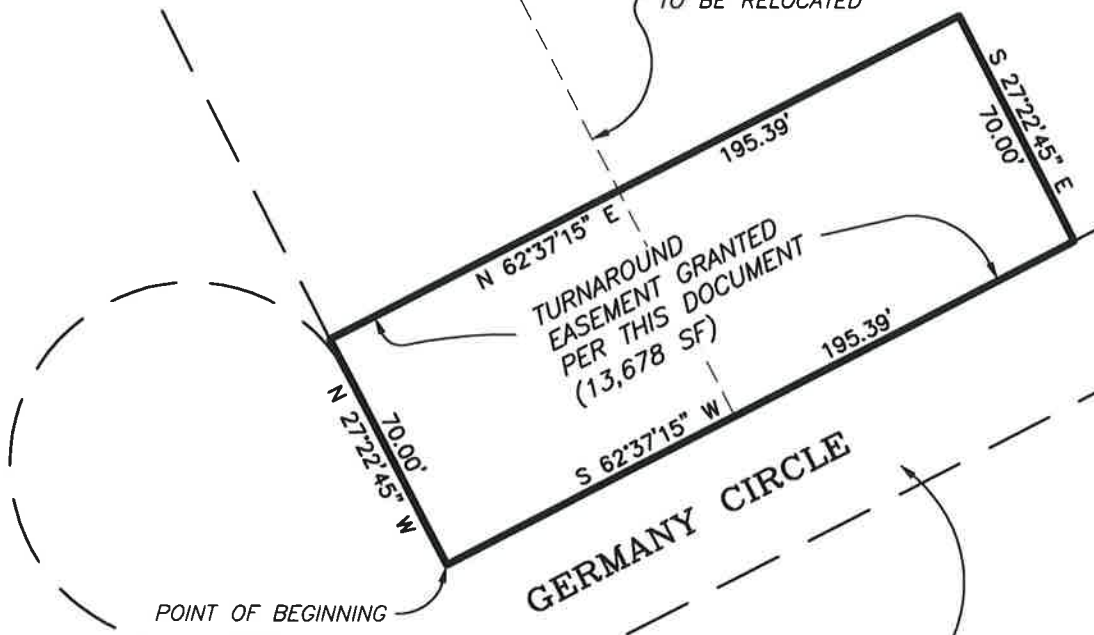 TO BE RELOCATED
S 27°22'45" E
70.00'
195.39'
N 62°37'15" E
TURNAROUND
EASEMENT GRANTED
PER THIS DOCUMENT
(13,678 SF)
195.39'
S 62°37'15" W
N 27°22'45" W
70.00'
GERMANY CIRCLE
POINT OF BEGINNING